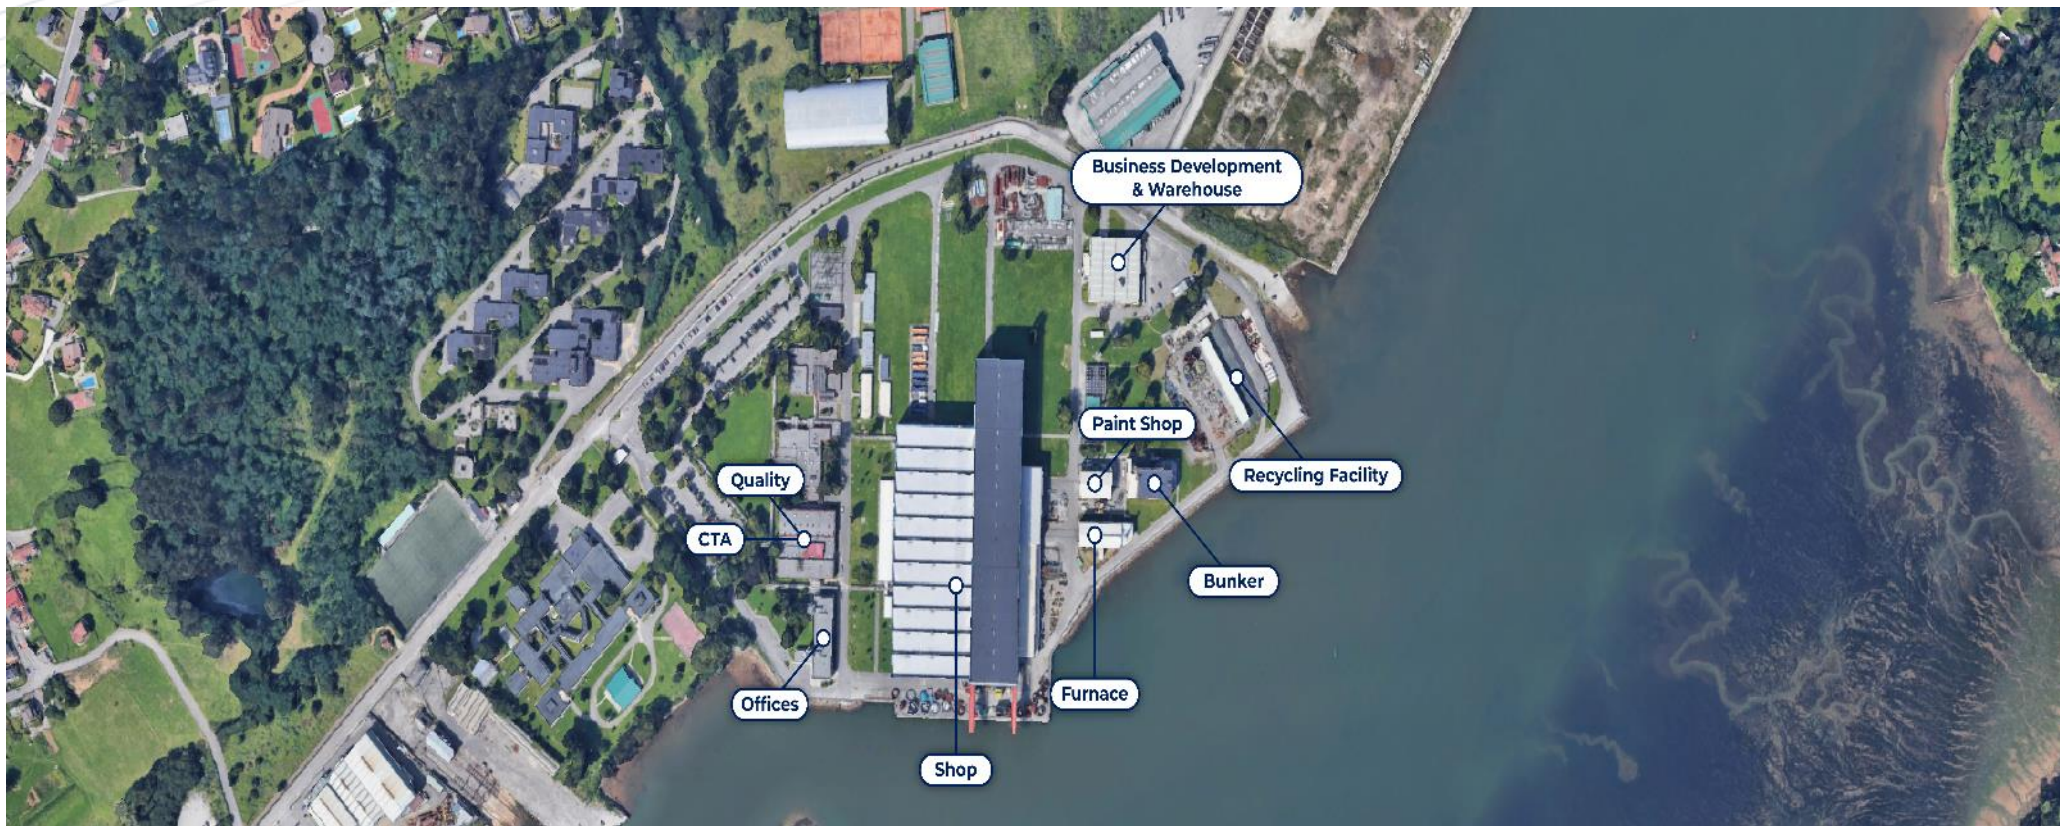 Business Development
& Warehouse
Paint Shop
Quality
Recycling Facility
CTA
Bunker
Offices
Furnace
Shop